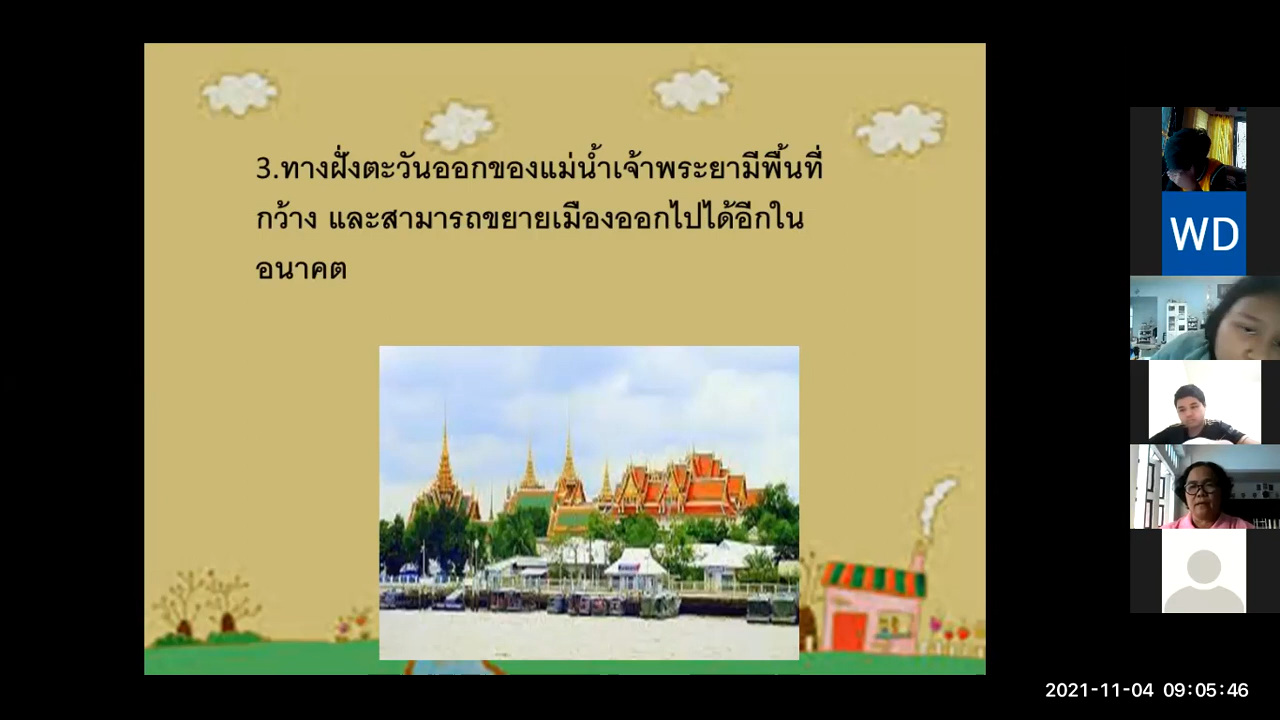 3.ทางฝั่งตะวันออกของแม่น้ำเจ้าพระยามีพื้นที่
กว้าง และสามารถขยายเมืองออกไปได้อีกใน
อนาคต
WD
2021-11-04 09:05:46